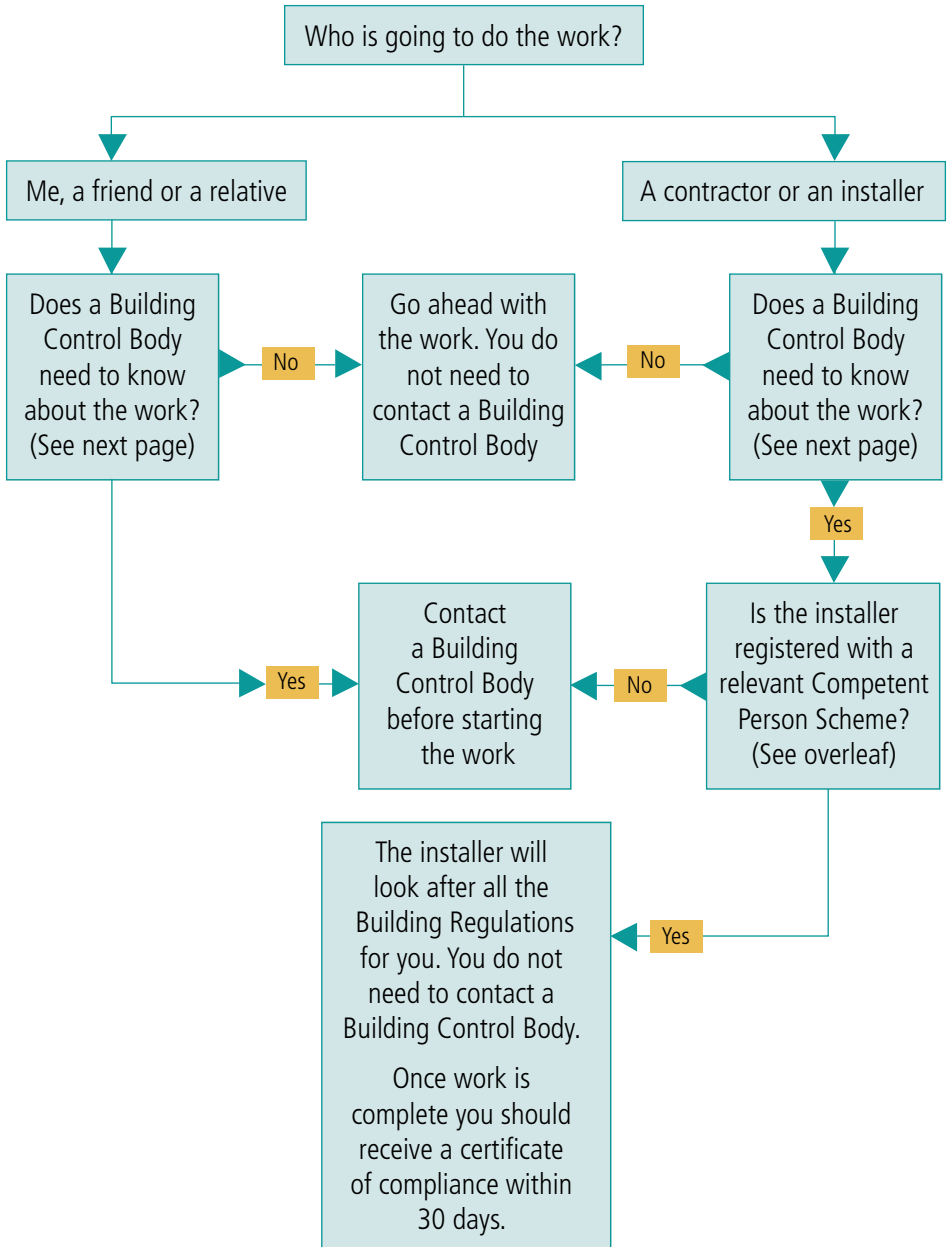 Who is going to do the work?
Me, a friend or a relative
A contractor or an installer
Does a Building
Control Body
need to know
about the work?
(See next page)
No
Go ahead with
the work. You do
not need to
contact a Building
Control Body
No
Does a Building
Control Body
need to know
about the work?
(See next page)
Yes
Yes
Contact
a Building
Control Body
before starting
the work
No
Is the installer
registered with a
relevant Competent
Person Scheme?
(See overleaf)
The installer will
look after all the
Building Regulations
for you. You do not
need to contact a
Building Control Body.
Once work is
complete you should
receive a certificate
of compliance within
30 days.
Yes